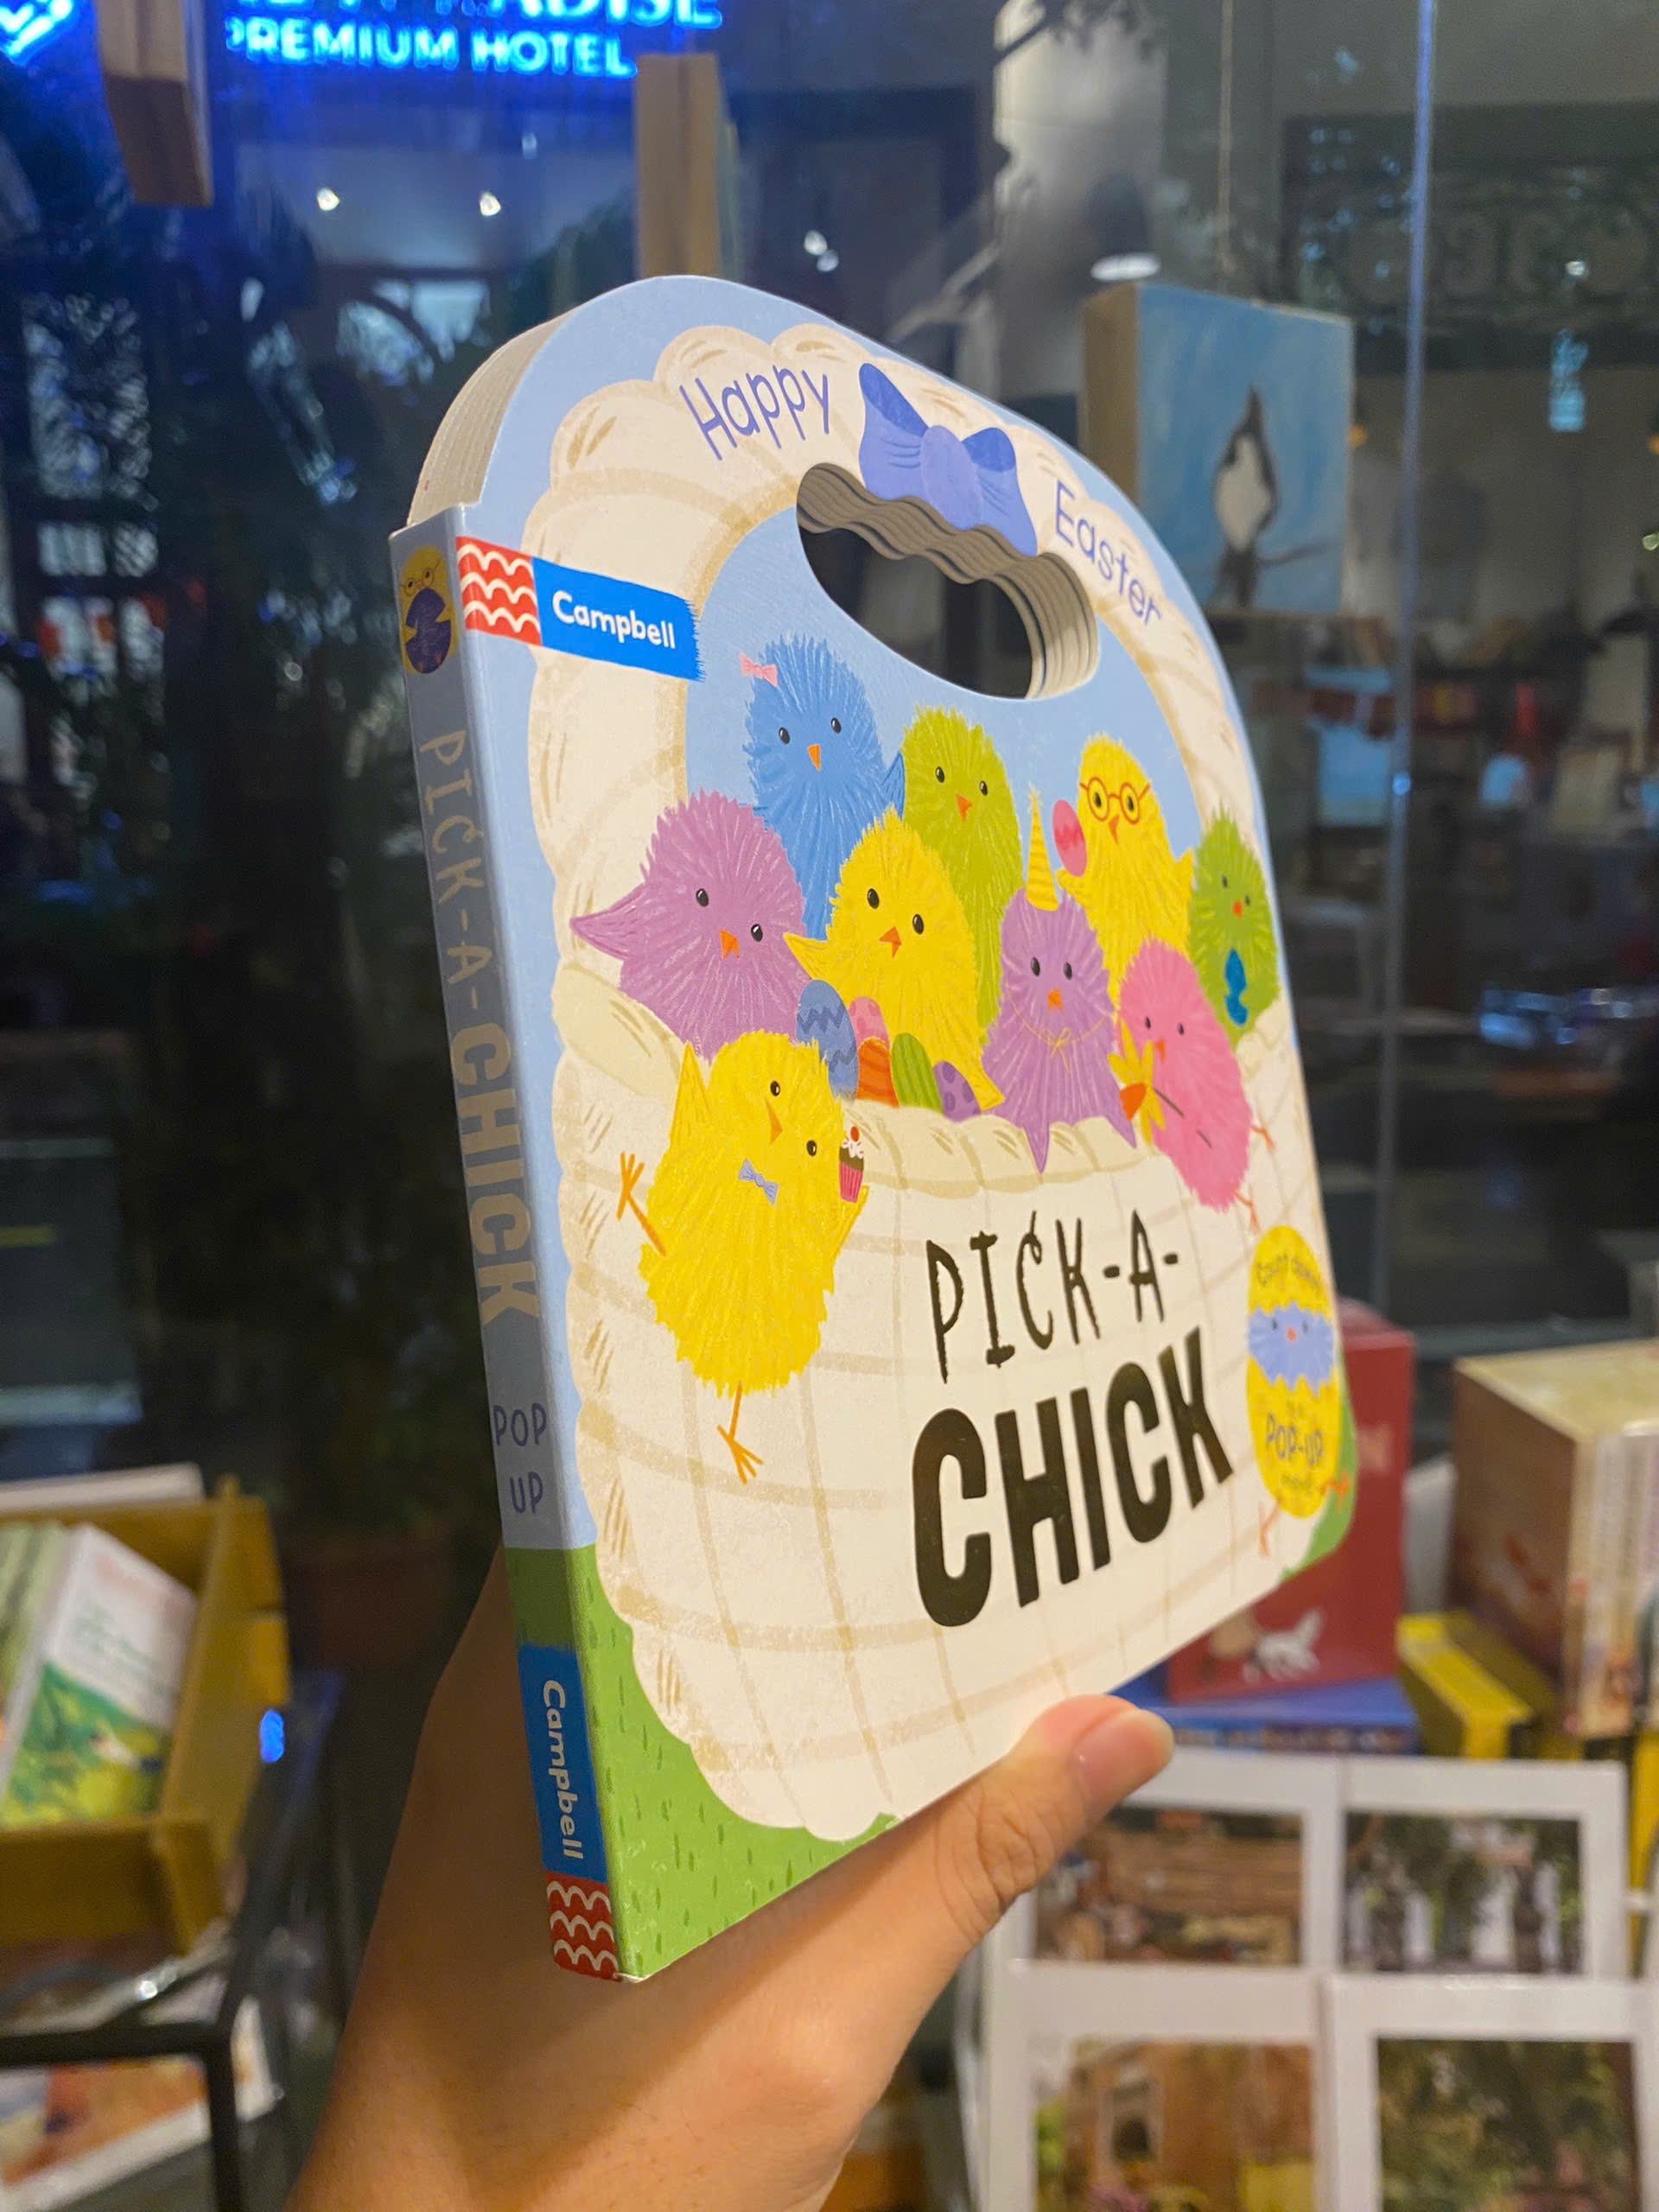 PREMIUM HOTEL
Happy Easter
Campbell
PICK-A-
CHICK
POP-UP
PICK-A-CHICK
POP
UP
Campbell